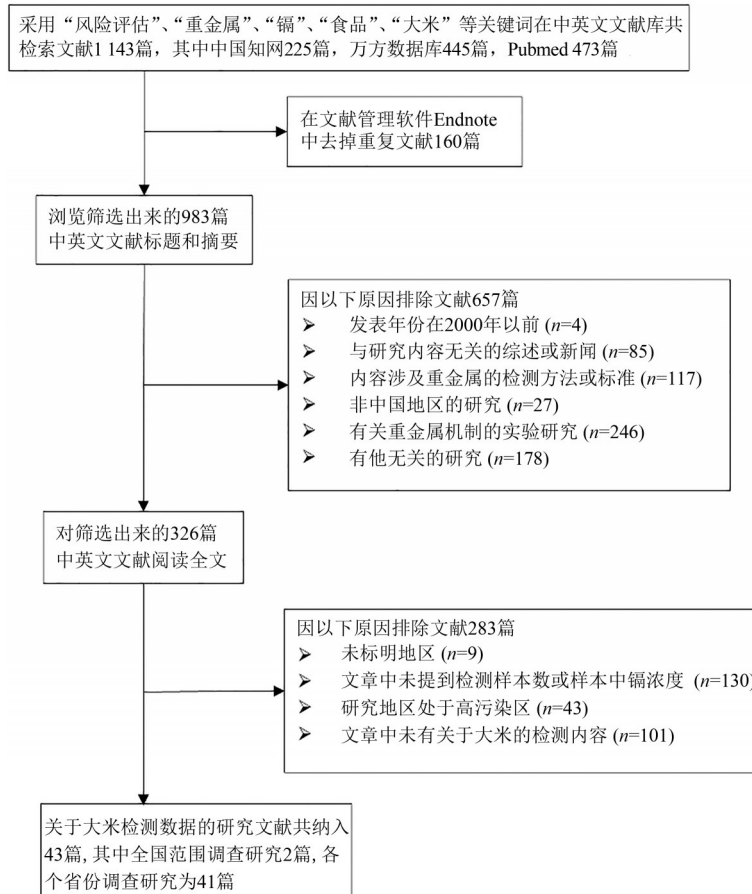 采用“风险评估”、“重金属”、“镉”、“食品”、“大米”等关键词在中英文文献库共
检索文献1 143篇，其中中国知网225篇，万方数据库445篇，Pubmed 473篇
在文献管理软件Endnote
中去掉重复文献160篇
浏览筛选出来的983篇
中英文文献标题和摘要
因以下原因排除文献657篇
➢ 发表年份在2000年以前 (n=4)
➢ 与研究内容无关的综述或新闻 (n=85)
➢ 内容涉及重金属的检测方法或标准 (n=117)
➢ 非中国地区的研究 (n=27)
➢ 有关重金属机制的实验研究 (n=246)
➢ 有他无关的研究 (n=178)
对筛选出来的326篇
中英文文献阅读全文
因以下原因排除文献283篇
➢ 未标明地区 (n=9)
➢ 文章中未提到检测样本数或样本中镉浓度 (n=130)
➢ 研究地区处于高污染区 (n=43)
➢ 文章中未有关于大米的检测内容 (n=101)
关于大米检测数据的研究文献共纳入
43篇,其中全国范围调查研究2篇,各
个省份调查研究为41篇